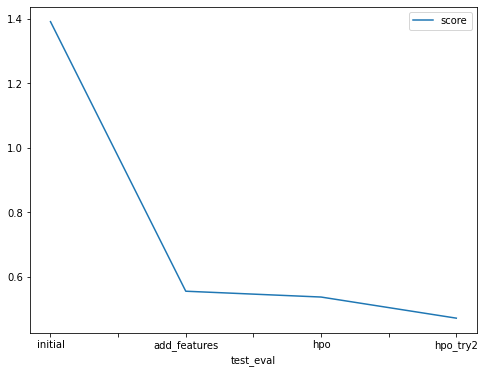 score
1.4
1.2
1.0
0.8
0.6
initial add_features hpo hpo_try2
test_eval